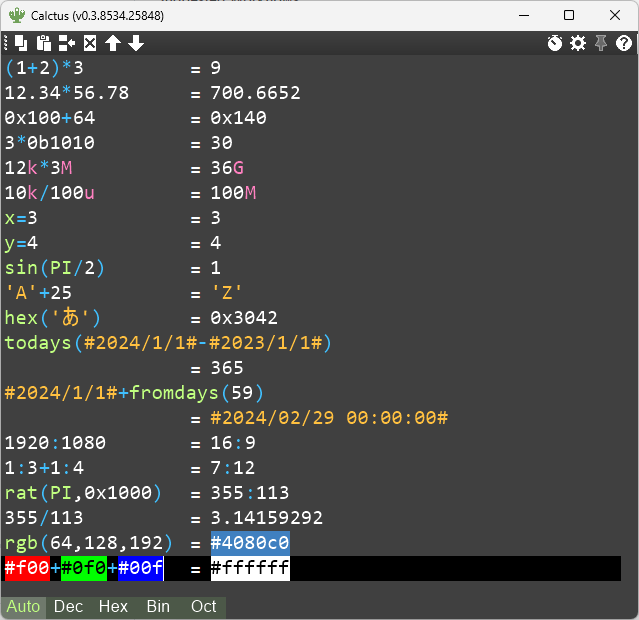 Calctus (v0.3.8534.25848)
(1+2)*3 = 9
12.34*56.78 = 700.6652
0x100+64 = 0x140
3*0b1010 = 30
12k*3M = 36G
10k/100u = 100M
x=3 = 3
y=4 = 4
sin(PI/2) = 1
'A'+25 = 'Z'
hex('あ') = 0x3042
todays(#2024/1/1#-#2023/1/1#)
= 365
#2024/1/1#+fromdays(59)
= #2024/02/29 00:00:00#
1920:1080 = 16:9
1:3+1:4 = 7:12
rat(PI,0x1000) = 355:113
355/113 = 3.14159292
rgb(64,128,192) = #4080c0
#f00+#0f0+#00f = #ffffff
Auto Dec Hex Bin Oct